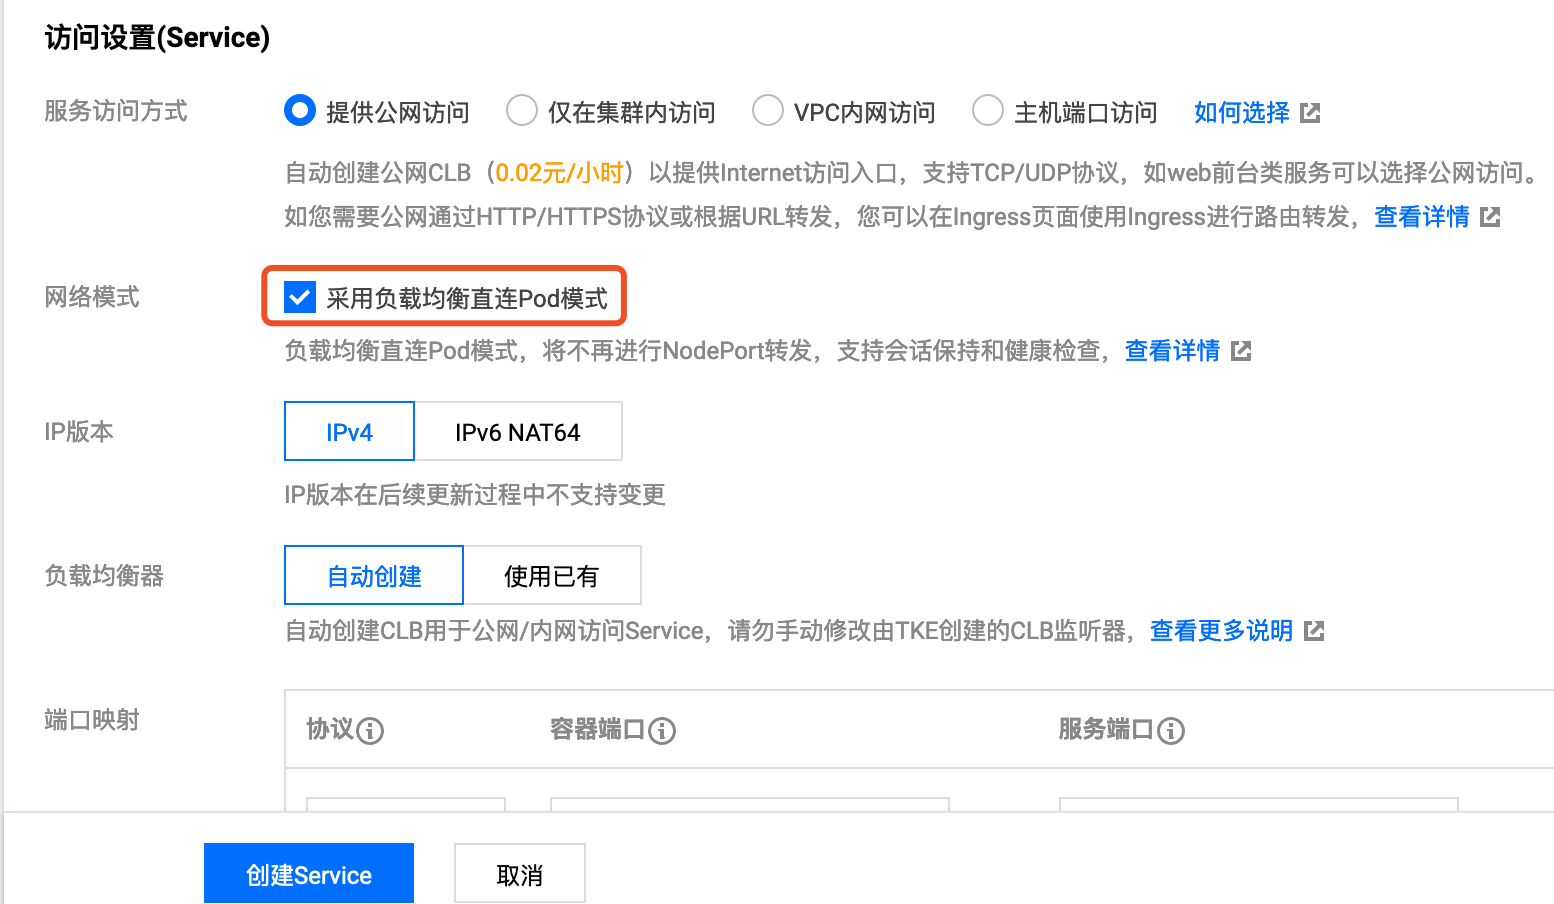 访问设置(Service)
服务访问方式 提供公网访问 仅在集群内访问 VPC内网访问 主机端口访问 如何选择
自动创建公网CLB（0.02元/小时）以提供Internet访问入口，支持TCP/UDP协议，如web前台类服务可以选择公网访问。
如您需要公网通过HTTP/HTTPS协议或根据URL转发，您可以在Ingress页面使用Ingress进行路由转发，查看详情
网络模式 采用负载均衡直连Pod模式
负载均衡直连Pod模式，将不再进行NodePort转发，支持会话保持和健康检查，查看详情
IP版本 IPv4 IPv6 NAT64
IP版本在后续更新过程中不支持变更
负载均衡器 自动创建 使用已有
自动创建CLB用于公网/内网访问Service，请勿手动修改由TKE创建的CLB监听器，查看更多说明
端口映射 协议 容器端口 服务端口
创建Service 取消